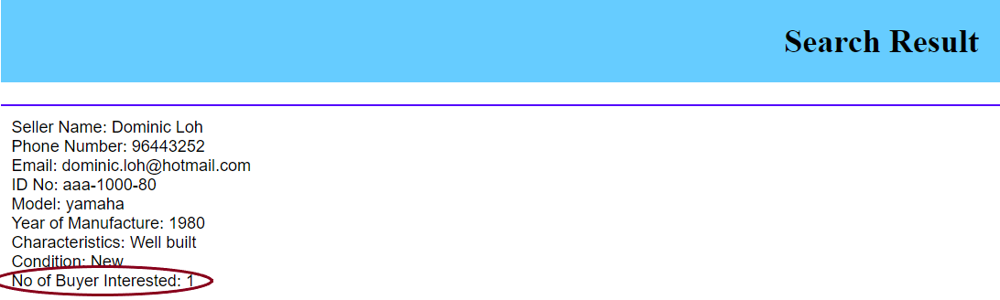 Search Result
Seller Name: Dominic Loh
Phone Number: 96443252
Email: dominic.loh@hotmail.com
ID No: aaa-1000-80
Model: yamaha
Year of Manufacture: 1980
Characteristics: Well built
Condition: New
No of Buyer Interested: 1